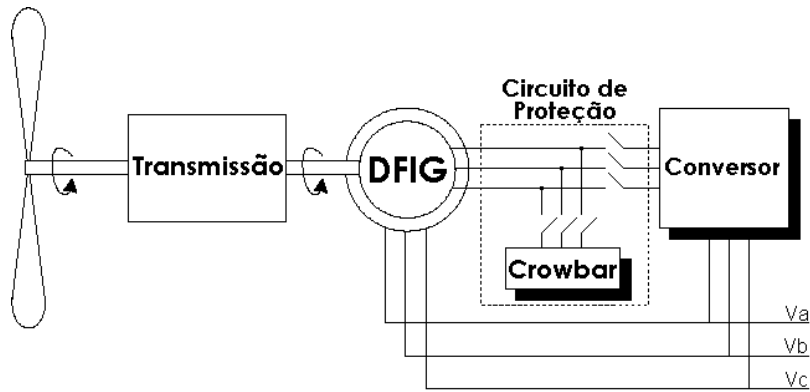 Circuito de
Proteção
Transmissão
DFIG
Conversor
Crowbar
Va
Vb
Vc